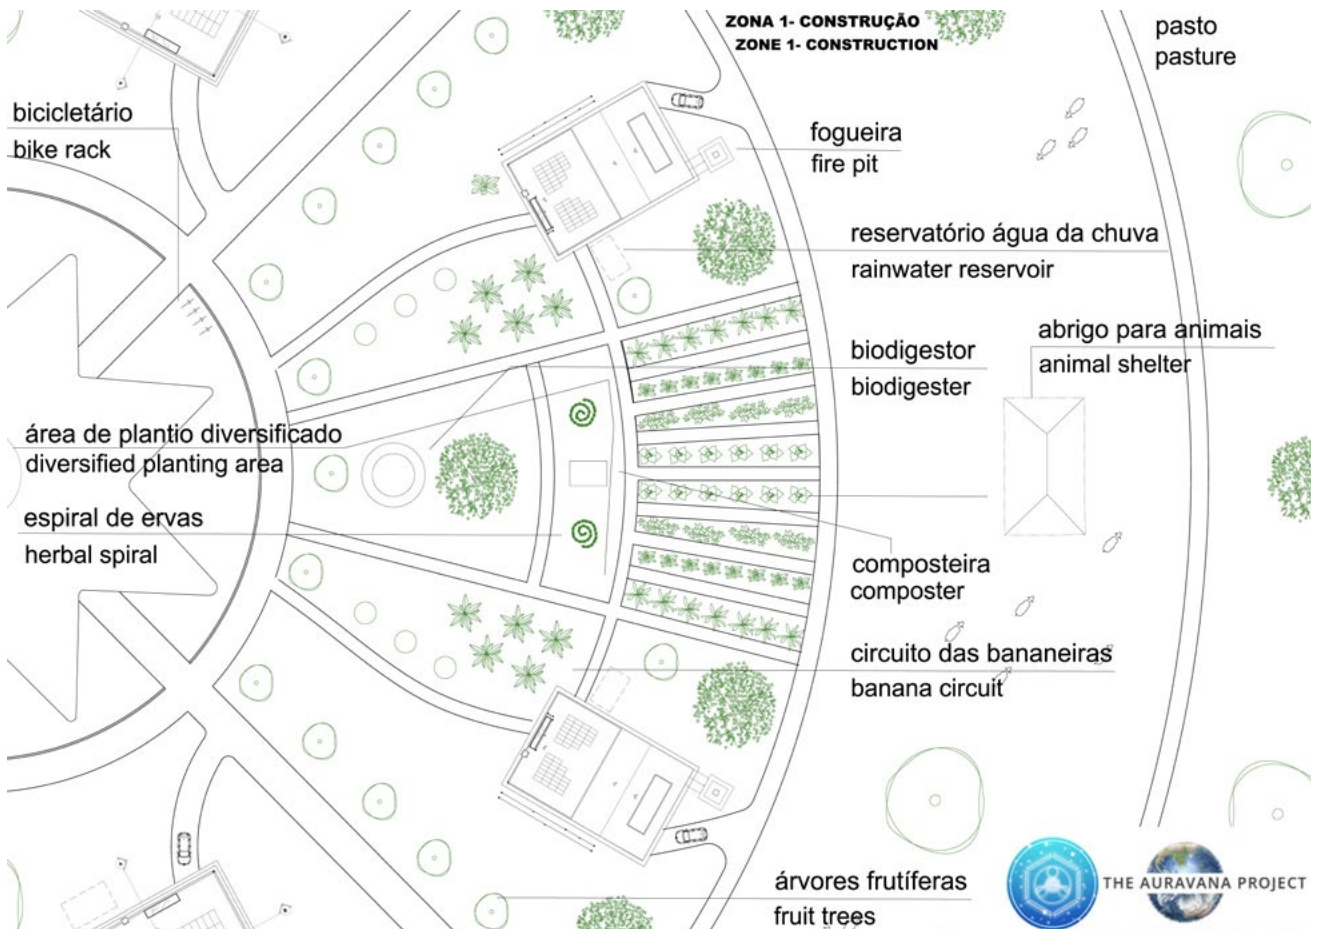 ZONA 1- CONSTRUÇÃO
ZONE 1- CONSTRUCTION
pasto
pasture
bicicletário
bike rack
fogueira
fire pit
reservatório água da chuva
rainwater reservoir
abrigo para animais
animal shelter
biodigestor
biodigester
área de plantio diversificado
diversified planting area
espiral de ervas
herbal spiral
composteira
composter
circuito das bananeiras
banana circuit
árvores frutíferas
fruit trees
THE AURAVANA PROJECT